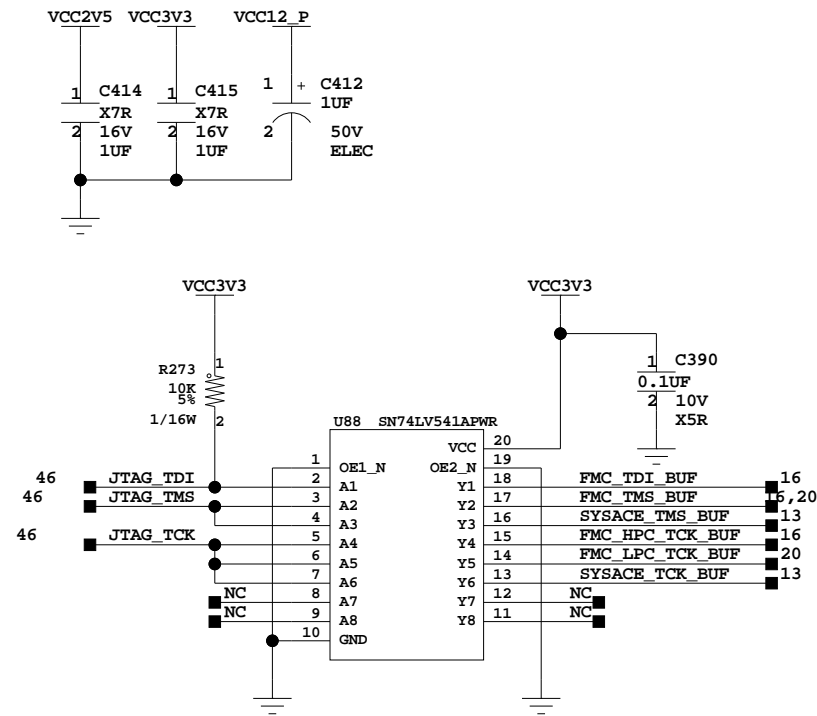 VCC2V5 VCC3V3 VCC12_P
1 C414 1 C415 1 + C412
X7R X7R 1UF
2 16V 2 16V 2 50V
1UF 1UF ELEC
VCC3V3 VCC3V3
R273 1
10K
5%
1/16W 2
1 C390
0.1UF
2 10V
X5R
U88 SN74LV541APWR
VCC 20
1 OE1_N OE2_N 19
46 JTAG_TDI 2 A1 Y1 18 FMC_TDI_BUF 16
46 JTAG_TMS 3 A2 Y2 17 FMC_TMS_BUF 16,20
4 A3 Y3 16 SYSACE_TMS_BUF 13
46 JTAG_TCK 5 A4 Y4 15 FMC_HPC_TCK_BUF 16
6 A5 Y5 14 FMC_LPC_TCK_BUF 20
7 A6 Y6 13 SYSACE_TCK_BUF 13
NC 8 A7 Y7 12 NC
NC 9 A8 Y8 11 NC
10 GND